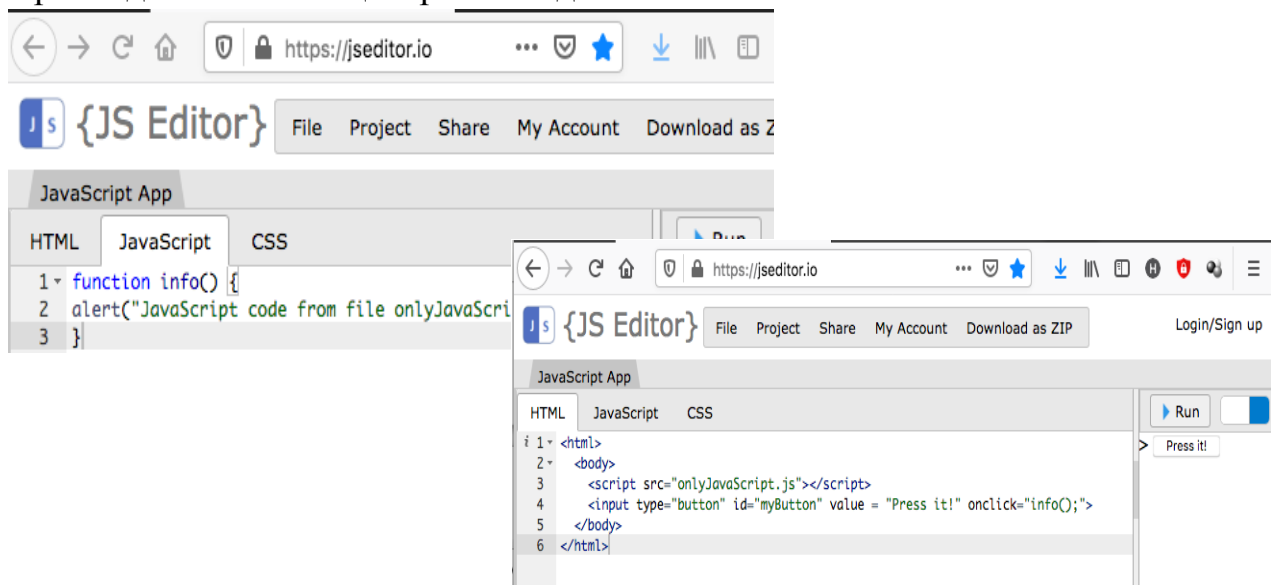 https://jseditor.io
JS {JS Editor} File Project Share My Account Download as Z
JavaScript App
HTML JavaScript CSS
Run
1 function info() {
2 alert("JavaScript code from file onlyJavaScri
3 }
https://jseditor.io
JS {JS Editor} File Project Share My Account Download as ZIP Login/Sign up
JavaScript App
HTML JavaScript CSS Run
i 1 <html>
2 <body>
3 <script src="onlyJavaScript.js"></script>
4 <input type="button" id="myButton" value = "Press it!" onclick="info();">
5 </body>
6 </html>
> Press it!